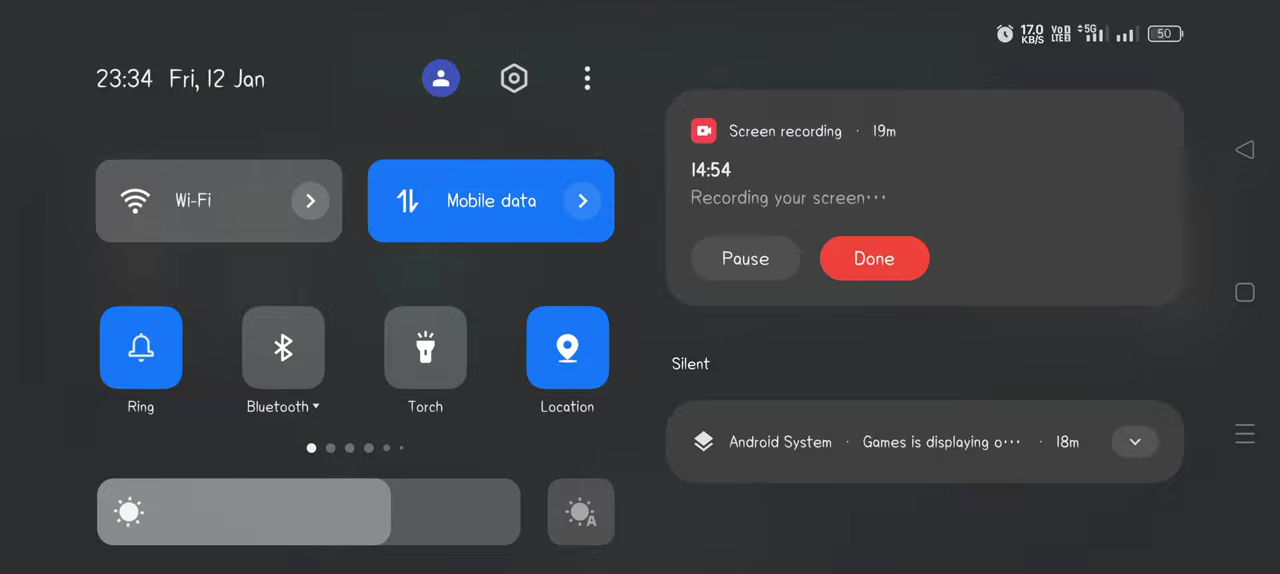 17.0 KB/S VoD LTE 5G 50
23:34 Fri, 12 Jan
Wi-Fi
Mobile data
Ring
Bluetooth
Torch
Location
A
Screen recording · 19m
14:54
Recording your screen···
Pause
Done
Silent
Android System · Games is displaying o··· · 18m